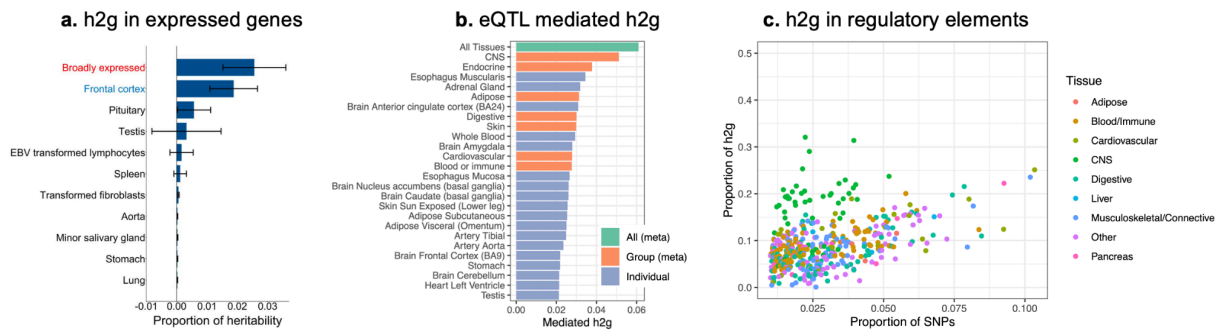 a. h2g in expressed genes
Broadly expressed
Frontal cortex
Pituitary
Testis
EBV transformed lymphocytes
Spleen
Transformed fibroblasts
Aorta
Minor salivary gland
Stomach
Lung
-0.1 0.00 0.01 0.02 0.03
Proportion of heritability
b. eQTL mediated h2g
All Tissues
CNS
Endocrine
Esophagus Muscularis
Adrenal Gland
Adipose
Brain Anterior cingulate cortex (BA24)
Digestive
Skin
Whole Blood
Brain Amygdala
Cardiovascular
Blood or immune
Esophagus Mucosa
Brain Nucleus accumbens (basal ganglia)
Brain Caudate (basal ganglia)
Skin Sun Exposed (Lower leg)
Adipose Subcutaneous
Adipose Visceral (Omentum)
Artery Tibial
Artery Aorta
Brain Frontal Cortex (BA9)
Stomach
Brain Cerebellum
Heart Left Ventricle
Testis
All (meta)
Group (meta)
Individual
0.00 0.02 0.04 0.06
Mediated h2g
c. h2g in regulatory elements
Proportion of h2g
0.5
0.4
0.3
0.2
0.1
0.0
0.025 0.050 0.075 0.100
Proportion of SNPs
Tissue
Adipose
Blood/Immune
Cardiovascular
CNS
Digestive
Liver
Musculoskeletal/Connective
Other
Pancreas